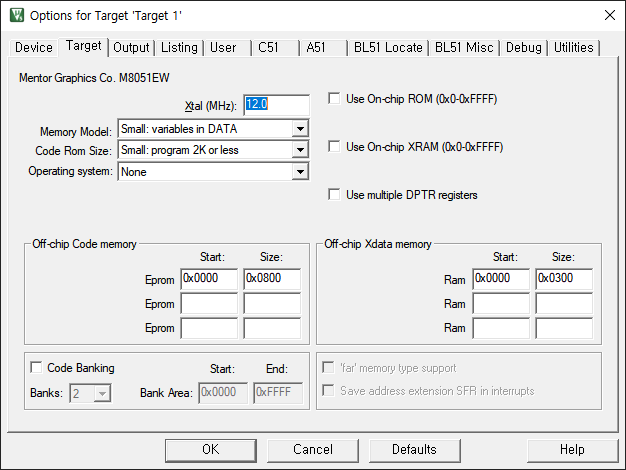 Options for Target 'Target 1'
Device Target Output Listing User C51 A51 BL51 Locate BL51 Misc Debug Utilities
Mentor Graphics Co. M8051EW
Xtal (MHz): 12.0
Use On-chip ROM (0x0-0xFFFF)
Memory Model: Small: variables in DATA
Code Rom Size: Small: program 2K or less
Use On-chip XRAM (0x0-0xFFFF)
Operating system: None
Use multiple DPTR registers
Off-chip Code memory
Start: Size:
Eprom 0x0000 0x0800
Eprom
Eprom
Off-chip Xdata memory
Start: Size:
Ram 0x0000 0x0300
Ram
Ram
Code Banking Start: End:
Banks: 2 Bank Area: 0x0000 0xFFFF
'far' memory type support
Save address extension SFR in interrupts
OK Cancel Defaults Help